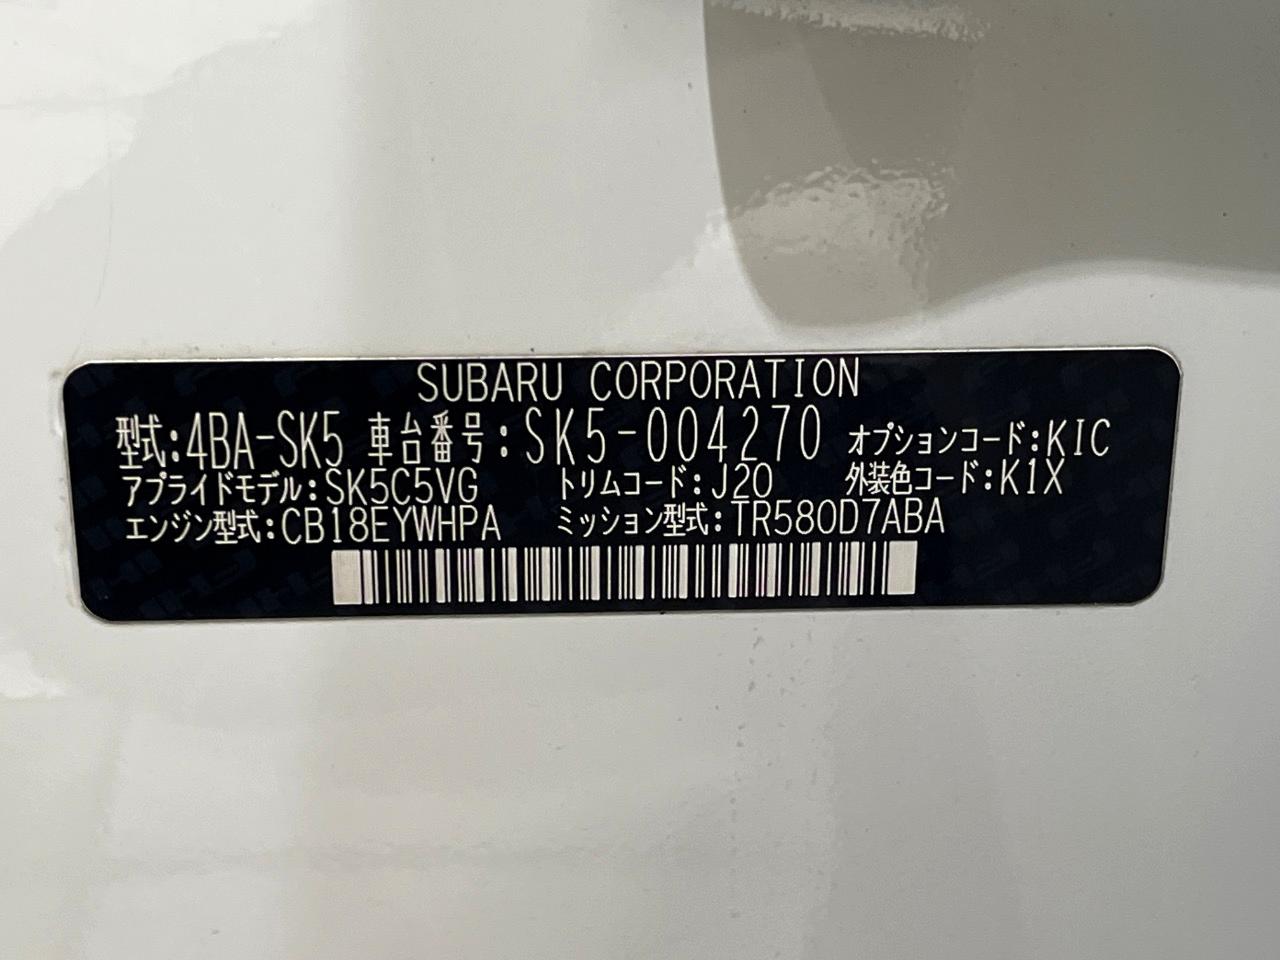 SUBARU CORPORATION
型式:4BA-SK5 車台番号:SK5-004270 オプションコード:KIC
アプライドモデル:SK5C5VG トリムコード:J20 外装色コード:K1X
エンジン型式:CB18EYWHPA ミッション型式:TR580D7ABA